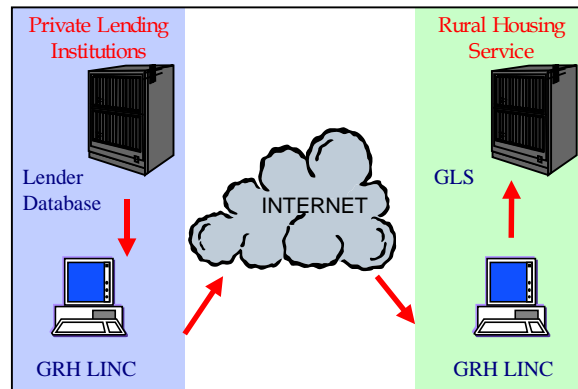 Private Lending
Institutions
Lender
Database
GRH LINC
INTERNET
Rural Housing
Service
GLS
GRH LINC